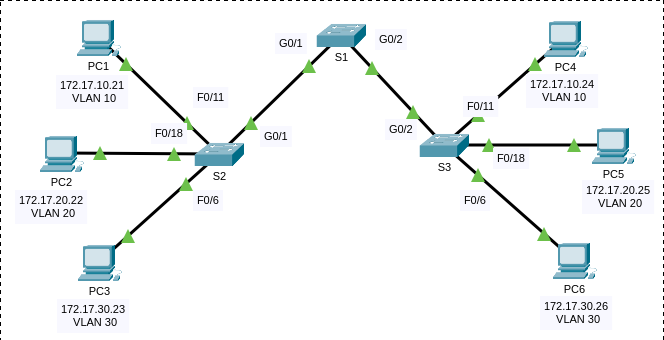 G0/1
S1
G0/2
PC1
172.17.10.21
VLAN 10
F0/11
F0/18
G0/1
S2
PC2
172.17.20.22
VLAN 20
F0/6
PC3
172.17.30.23
VLAN 30
PC4
172.17.10.24
VLAN 10
F0/11
G0/2
S3
F0/18
PC5
172.17.20.25
VLAN 20
F0/6
PC6
172.17.30.26
VLAN 30